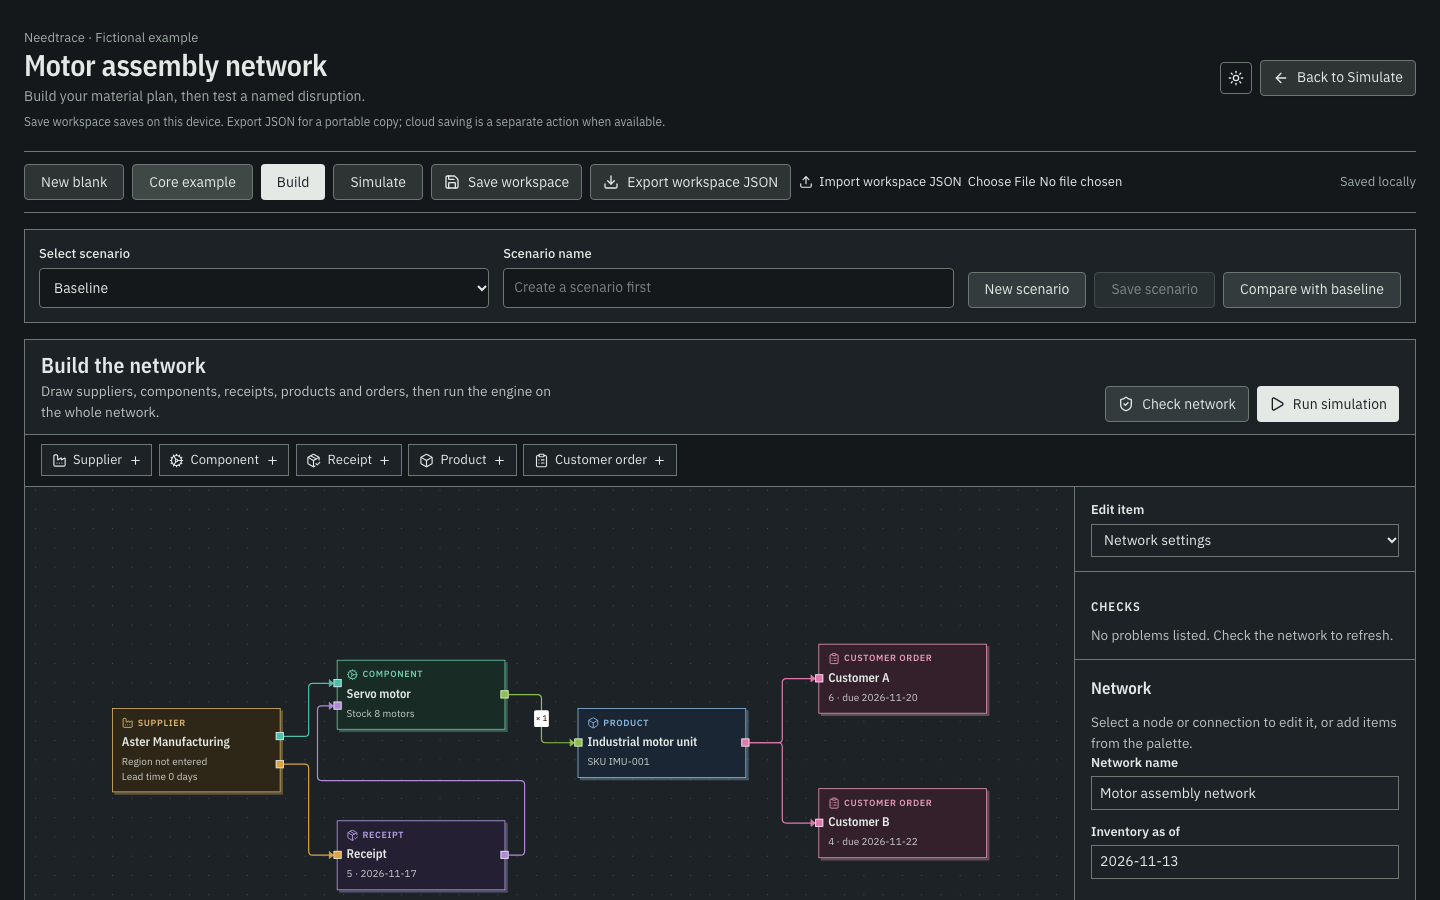 Needtrace · Fictional example
Motor assembly network
Build your material plan, then test a named disruption.
Save workspace saves on this device. Export JSON for a portable copy; cloud saving is a separate action when available.
Back to Simulate
New blank
Core example
Build
Simulate
Save workspace
Export workspace JSON
Import workspace JSON Choose File No file chosen
Saved locally
Select scenario
Baseline
Scenario name
Create a scenario first
New scenario
Save scenario
Compare with baseline
Build the network
Draw suppliers, components, receipts, products and orders, then run the engine on
the whole network.
Check network
Run simulation
Supplier +
Component +
Receipt +
Product +
Customer order +
SUPPLIER
Aster Manufacturing
Region not entered
Lead time 0 days
COMPONENT
Servo motor
Stock 8 motors
RECEIPT
Receipt
5 · 2026-11-17
× 1
PRODUCT
Industrial motor unit
SKU IMU-001
CUSTOMER ORDER
Customer A
6 · due 2026-11-20
CUSTOMER ORDER
Customer B
4 · due 2026-11-22
Edit item
Network settings
CHECKS
No problems listed. Check the network to refresh.
Network
Select a node or connection to edit it, or add items
from the palette.
Network name
Motor assembly network
Inventory as of
2026-11-13